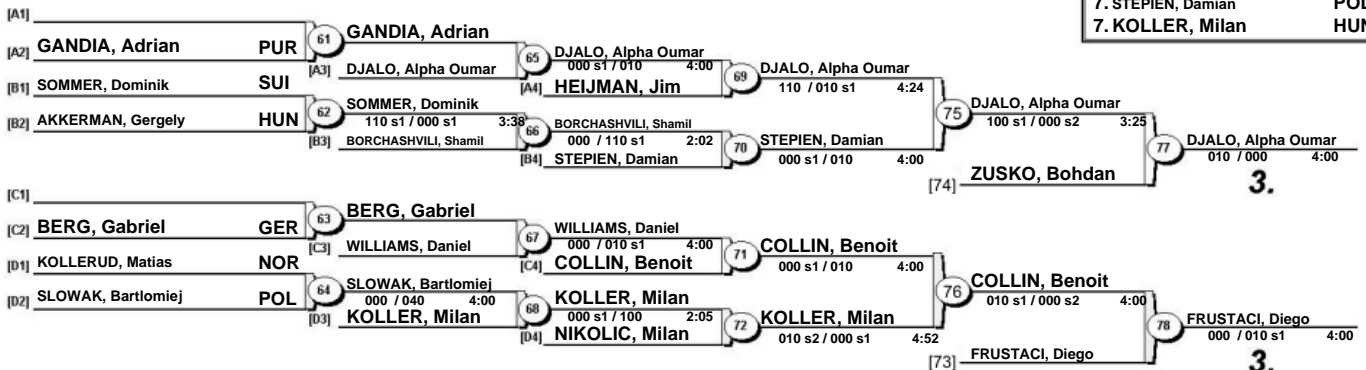 7. STEPIEN, Damian POL
7. KOLLER, Milan HUN
[A1]
[A2] GANDIA, Adrian PUR
61
GANDIA, Adrian
[A3] DJALO, Alpha Oumar
65
DJALO, Alpha Oumar
000 s1 / 010 4:00
[A4] HEIJMAN, Jim
69
DJALO, Alpha Oumar
110 / 010 s1 4:24
[B1] SOMMER, Dominik SUI
[B2] AKKERMAN, Gergely HUN
62
SOMMER, Dominik
110 s1 / 000 s1 3:38
[B3] BORCHASHVILI, Shamil
66
BORCHASHVILI, Shamil
000 / 110 s1 2:02
[B4] STEPIEN, Damian
70
STEPIEN, Damian
000 s1 / 010 4:00
75
DJALO, Alpha Oumar
100 s1 / 000 s2 3:25
[74] ZUSKO, Bohdan
77
DJALO, Alpha Oumar
010 / 000 4:00
3.
[C1]
[C2] BERG, Gabriel GER
63
BERG, Gabriel
[C3] WILLIAMS, Daniel
67
WILLIAMS, Daniel
000 / 010 s1 4:00
[C4] COLLIN, Benoit
71
COLLIN, Benoit
000 s1 / 010 4:00
[D1] KOLLERUD, Matias NOR
[D2] SLOWAK, Bartlomiej POL
64
SLOWAK, Bartlomiej
000 / 040 4:00
[D3] KOLLER, Milan
68
KOLLER, Milan
000 s1 / 100 2:05
[D4] NIKOLIC, Milan
72
KOLLER, Milan
010 s2 / 000 s1 4:52
76
COLLIN, Benoit
010 s1 / 000 s2 4:00
[73] FRUSTACI, Diego
78
FRUSTACI, Diego
000 / 010 s1 4:00
3.